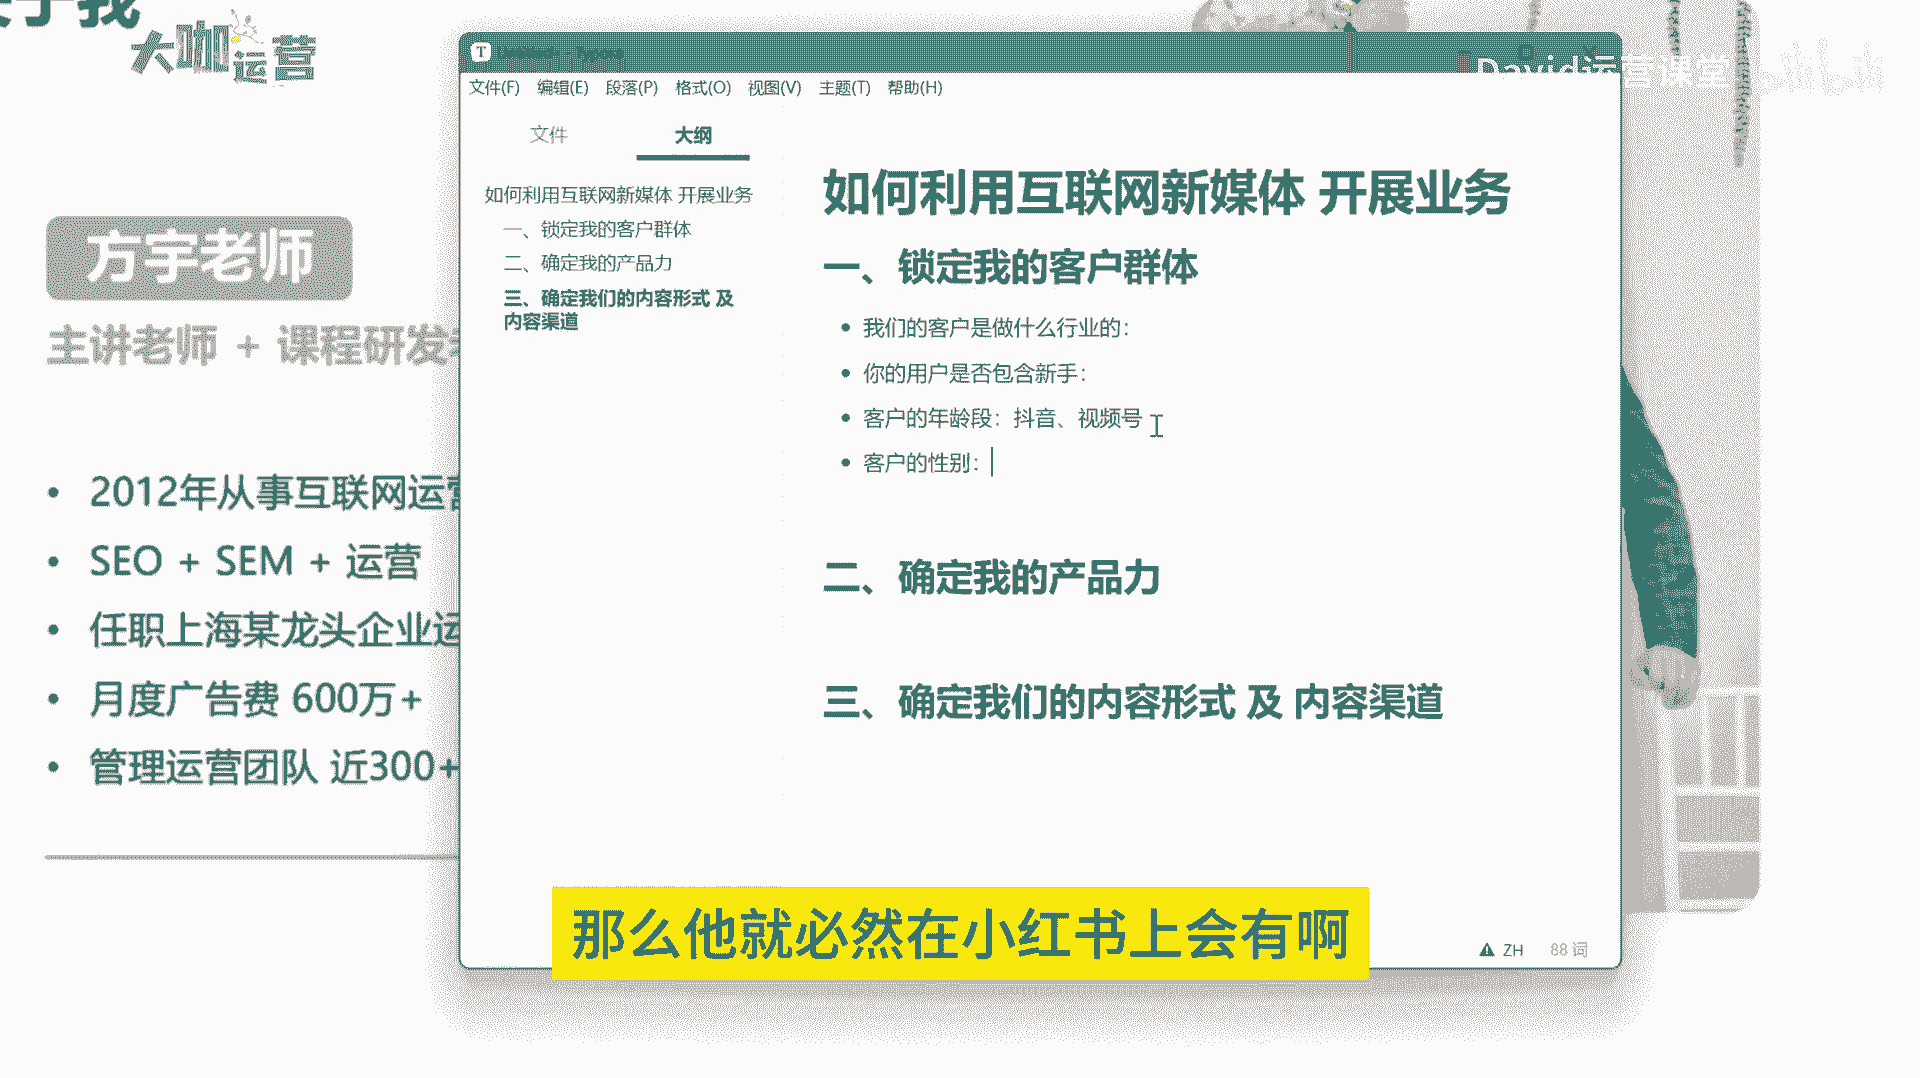 大咖运营
方宇老师
主讲老师 + 课程研发
2012年从事互联网运营
SEO + SEM + 运营
任职上海某龙头企业运
月度广告费 600万+
管理运营团队 近300+
David运营课堂
文件(F) 编辑(E) 段落(P) 格式(O) 视图(V) 主题(T) 帮助(H)
文件 大纲
如何利用互联网新媒体 开展业务
一、锁定我的客户群体
二、确定我的产品力
三、确定我们的内容形式 及
内容渠道
如何利用互联网新媒体 开展业务
一、锁定我的客户群体
我们的客户是做什么行业的：
你的用户是否包含新手：
客户的年龄段：抖音、视频号
客户的性别：
二、确定我的产品力
三、确定我们的内容形式 及 内容渠道
ZH 88 词
那么他就必然在小红书上会有啊